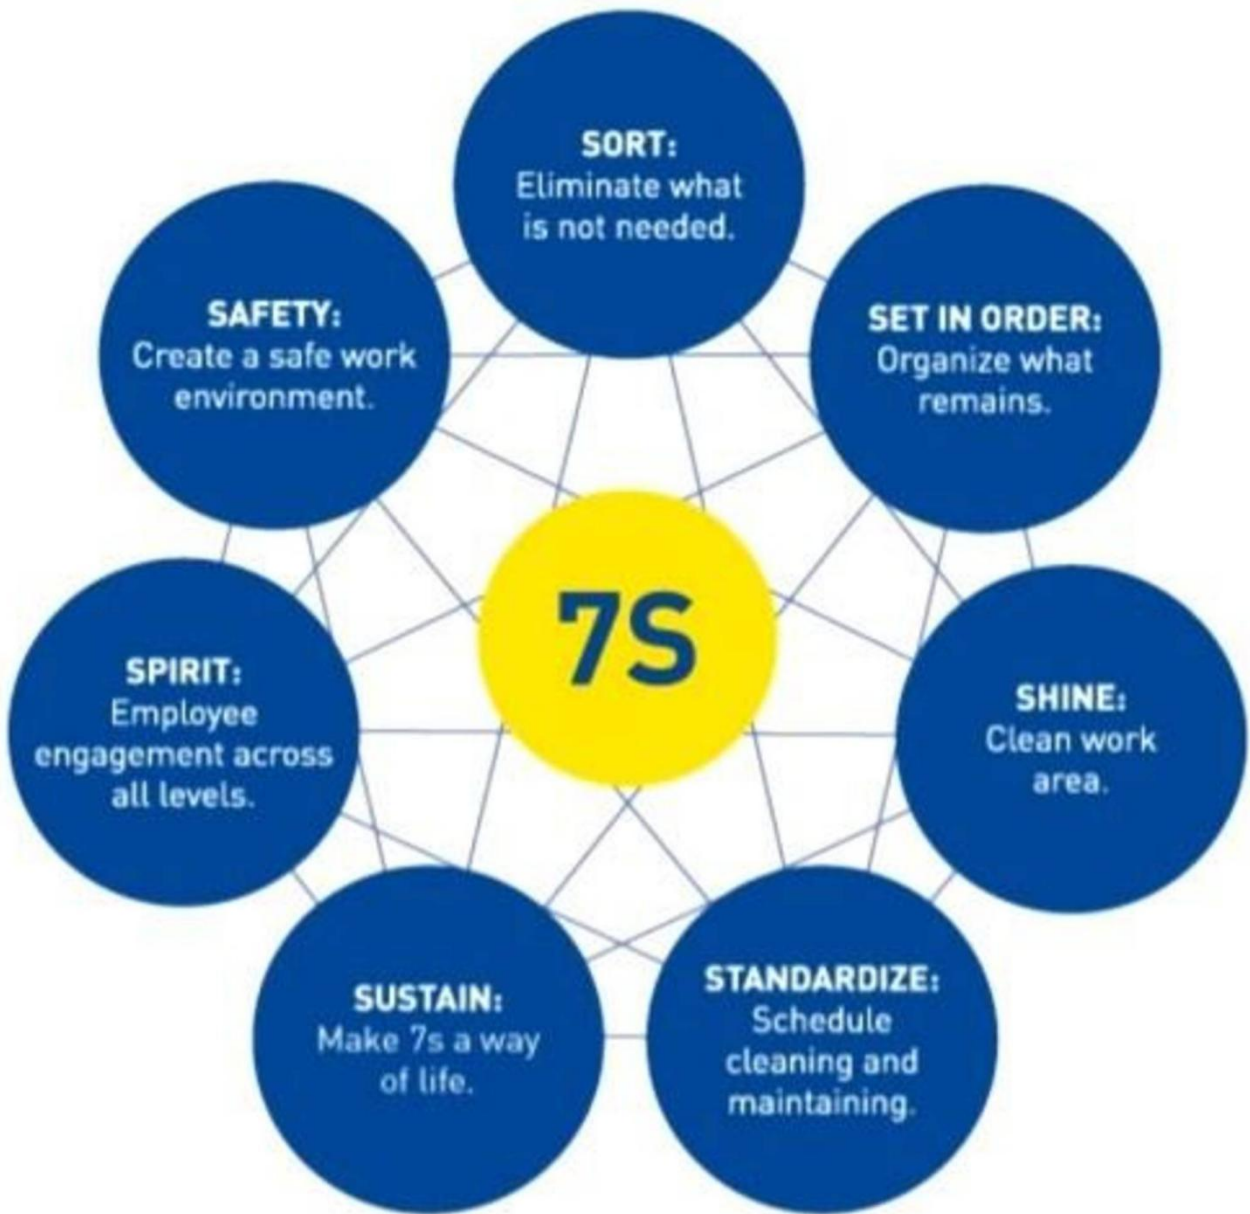 SORT:
Eliminate what
is not needed.
SET IN ORDER:
Organize what
remains.
SHINE:
Clean work
area.
STANDARDIZE:
Schedule
cleaning and
maintaining.
SUSTAIN:
Make 7s a way
of life.
SPIRIT:
Employee
engagement across
all levels.
SAFETY:
Create a safe work
environment.
7S